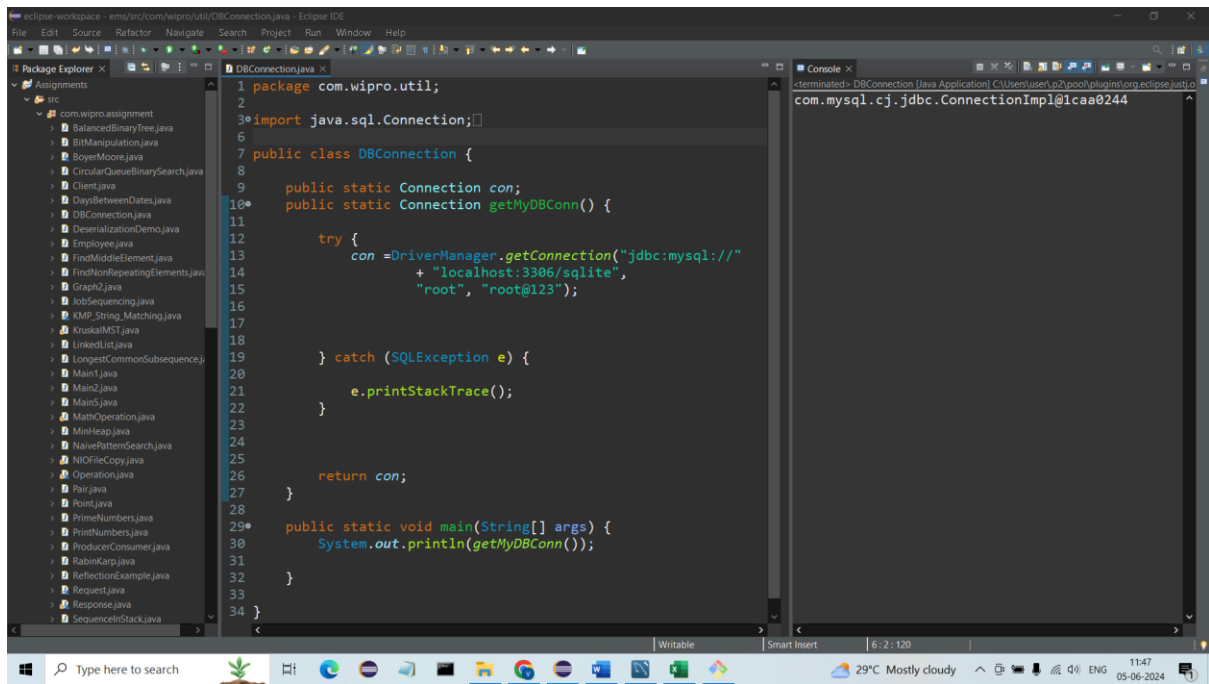 eclipse-workspace - ems/src/com/wipro/util/DBConnection.java - Eclipse IDE
File Edit Source Refactor Navigate Search Project Run Window Help
Package Explorer ×
Assignments
src
com.wipro.assignment
BalancedBinaryTree.java
BitManipulation.java
BoyerMoore.java
CircularQueueBinarySearch.java
Client.java
DaysBetweenDates.java
DBConnection.java
DeserializationDemo.java
Employee.java
FindMiddleElement.java
FindNonRepeatingElements.java
Graph2.java
JobSequencing.java
KMP_String_Matching.java
KruskalMST.java
LinkedList.java
LongestCommonSubsequence.ja
Main1.java
Main2.java
Main5.java
MathOperation.java
MinHeap.java
NaivePatternSearch.java
NIOFileCopy.java
Operation.java
Pair.java
Point.java
PrimeNumbers.java
PrintNumbers.java
ProducerConsumer.java
RabinKarp.java
ReflectionExample.java
Request.java
Response.java
SequenceInStack.java
DBConnection.java ×
1 package com.wipro.util;
2
3 import java.sql.Connection;
6
7 public class DBConnection {
8
9 public static Connection con;
10 public static Connection getMyDBConn() {
11
12 try {
13 con =DriverManager.getConnection("jdbc:mysql://"
14 + "localhost:3306/sqlite",
15 "root", "root@123");
16
17
18
19 } catch (SQLException e) {
20
21 e.printStackTrace();
22 }
23
24
25
26 return con;
27 }
28
29 public static void main(String[] args) {
30 System.out.println(getMyDBConn());
31
32 }
33
34 }
Console ×
<terminated> DBConnection [Java Application] C:\Users\user\.p2\pool\plugins\org.eclipse.justj.o
com.mysql.cj.jdbc.ConnectionImpl@1caa0244
Writable Smart Insert 6 : 2 : 120
Type here to search
29°C Mostly cloudy
ENG
11:47
05-06-2024